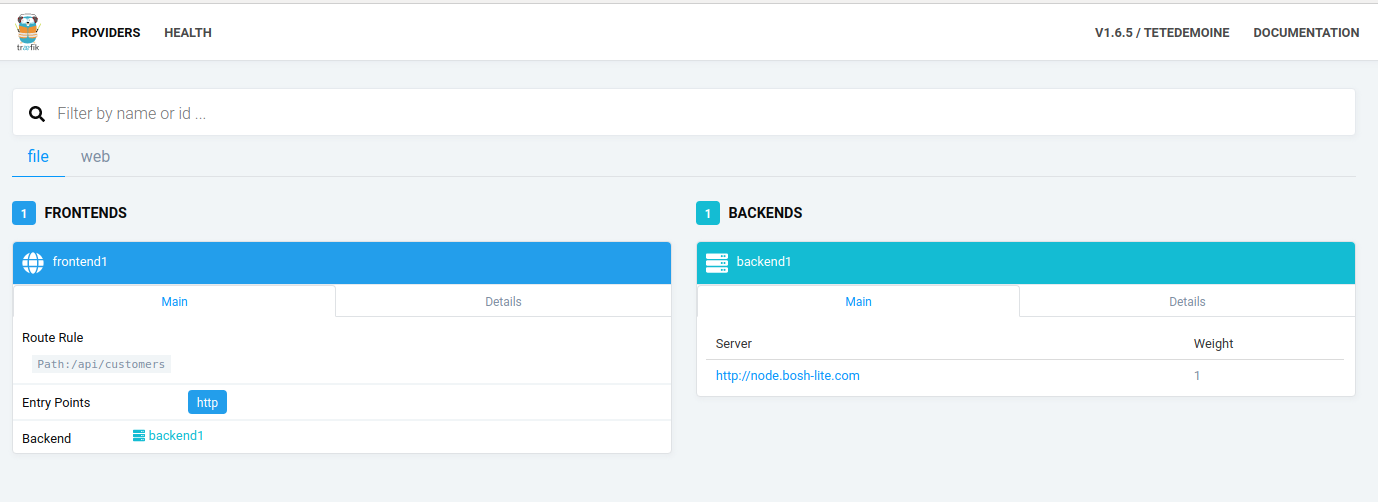 træfik
PROVIDERS HEALTH V1.6.5 / TETEDEMOINE DOCUMENTATION
Filter by name or id ...
file web
1 FRONTENDS
frontend1
Main Details
Route Rule
Path:/api/customers
Entry Points http
Backend backend1
1 BACKENDS
backend1
Main Details
Server Weight
http://node.bosh-lite.com 1